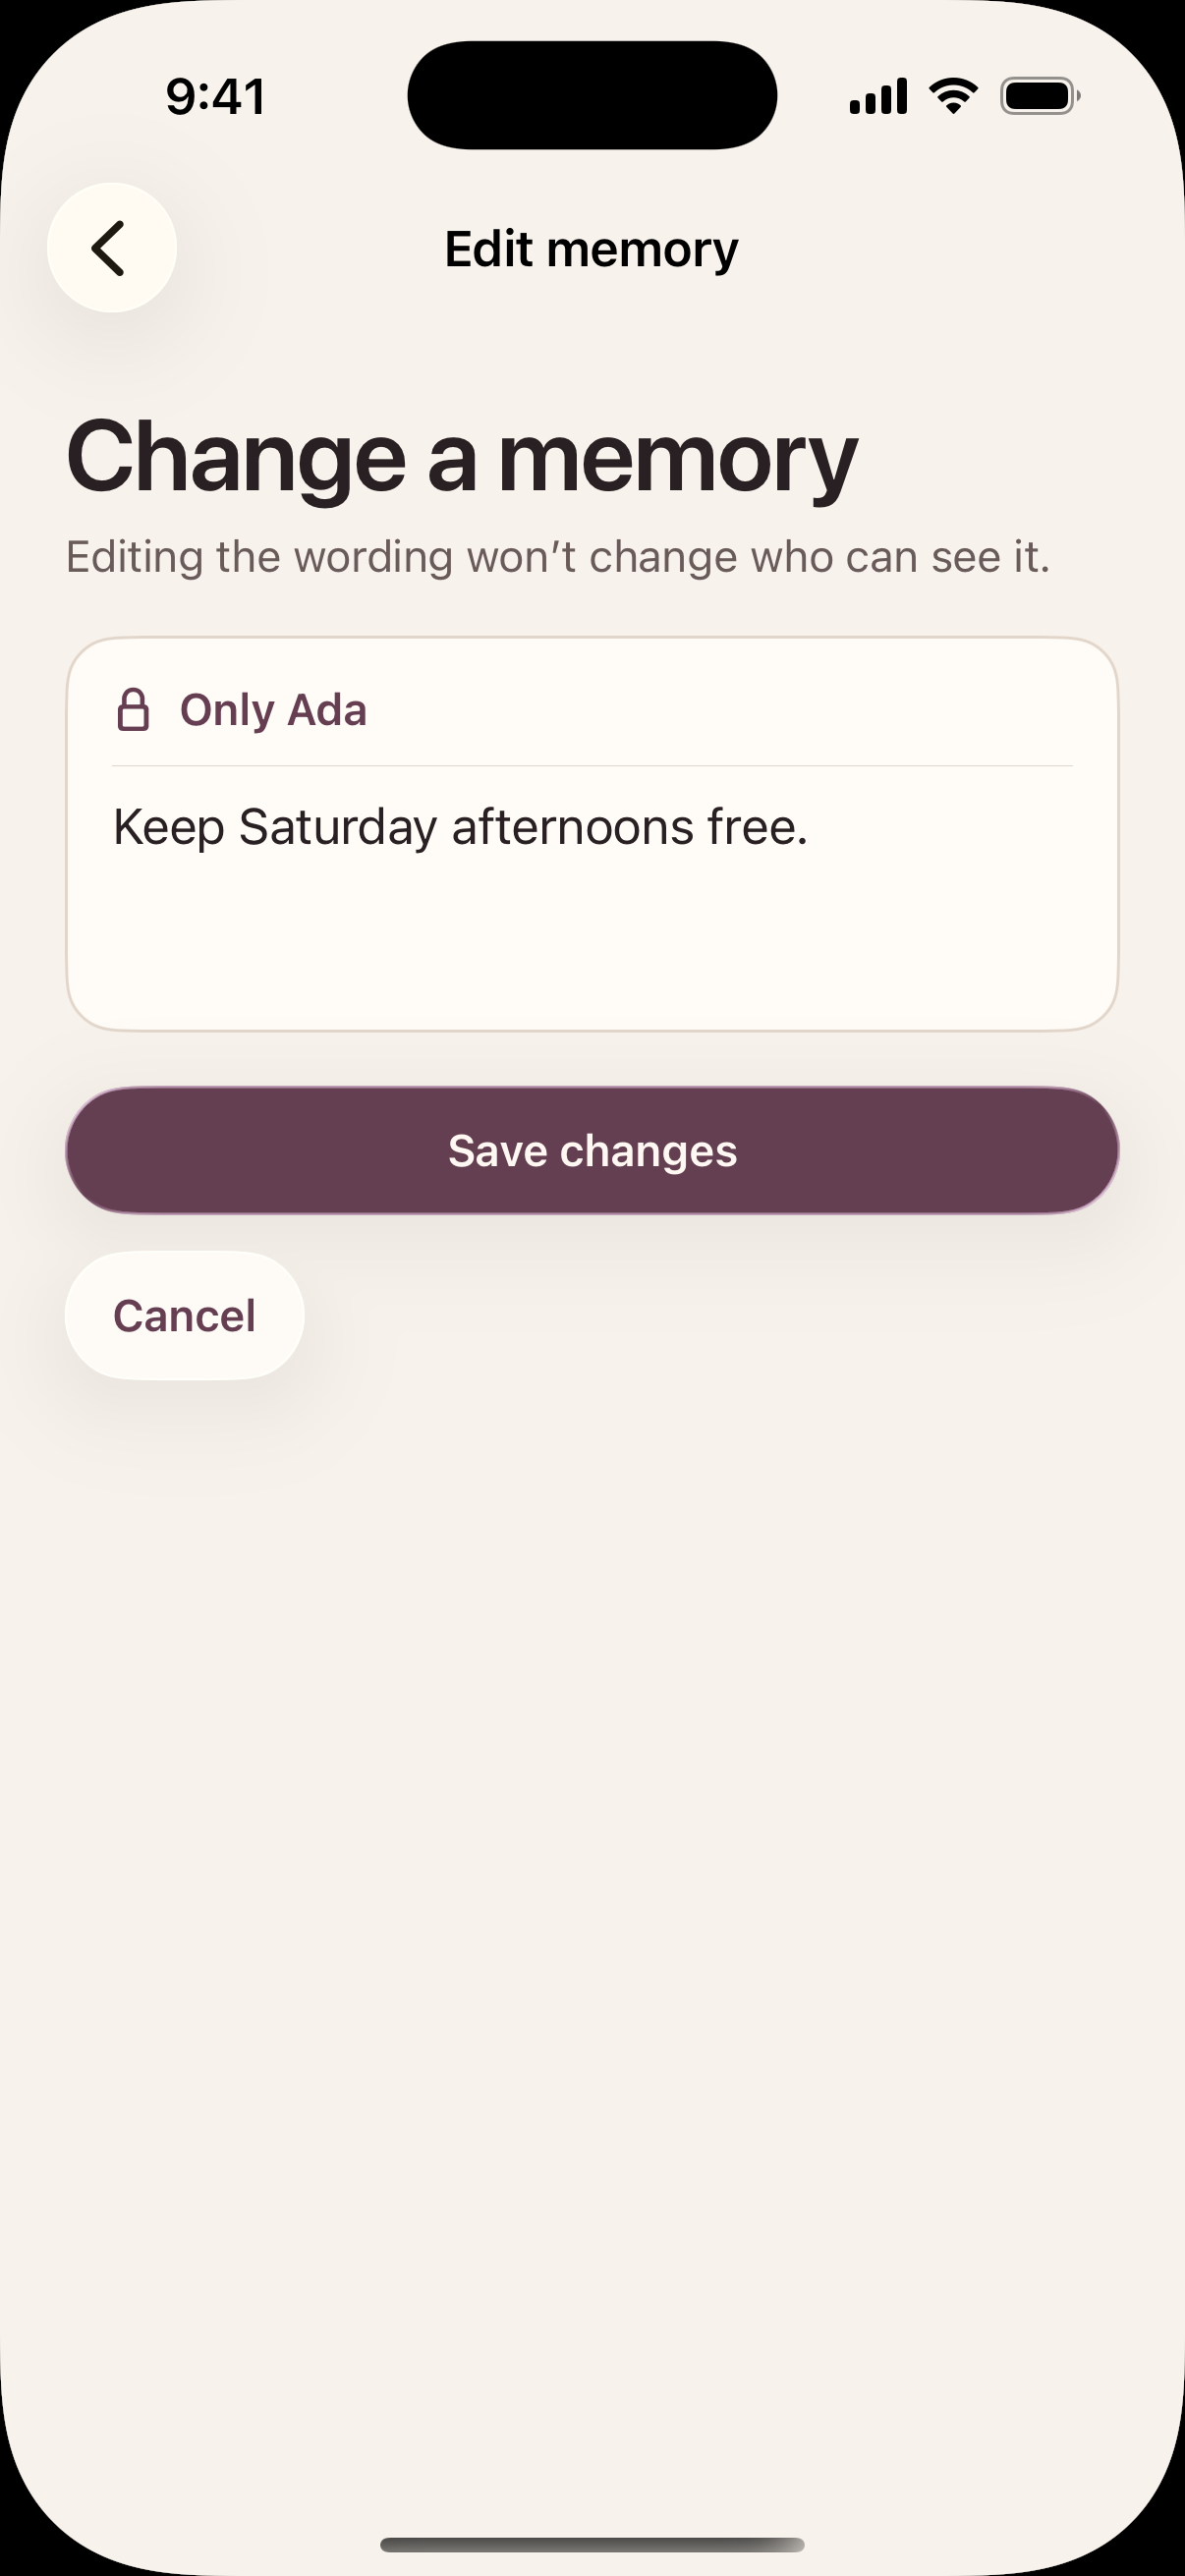 9:41
Edit memory
Change a memory
Editing the wording won’t change who can see it.
Only Ada
Keep Saturday afternoons free.
Save changes
Cancel